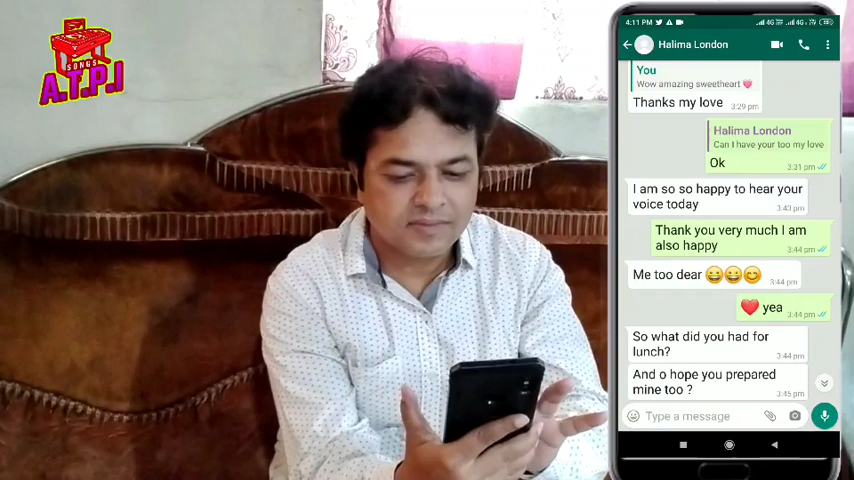 SONGS
A.T.P.I
4:11 PM
4G 4G
Halima London
You
Wow amazing sweetheart 💗
Thanks my love 3:29 pm
Halima London
Can I have your too my love
Ok
3:31 pm
I am so so happy to hear your
voice today 3:43 pm
Thank you very much I am
also happy 3:44 pm
Me too dear 😄😄😊 3:44 pm
❤️ yea 3:44 pm
So what did you had for
lunch? 3:44 pm
And o hope you prepared
mine too ? 3:45 pm
Type a message